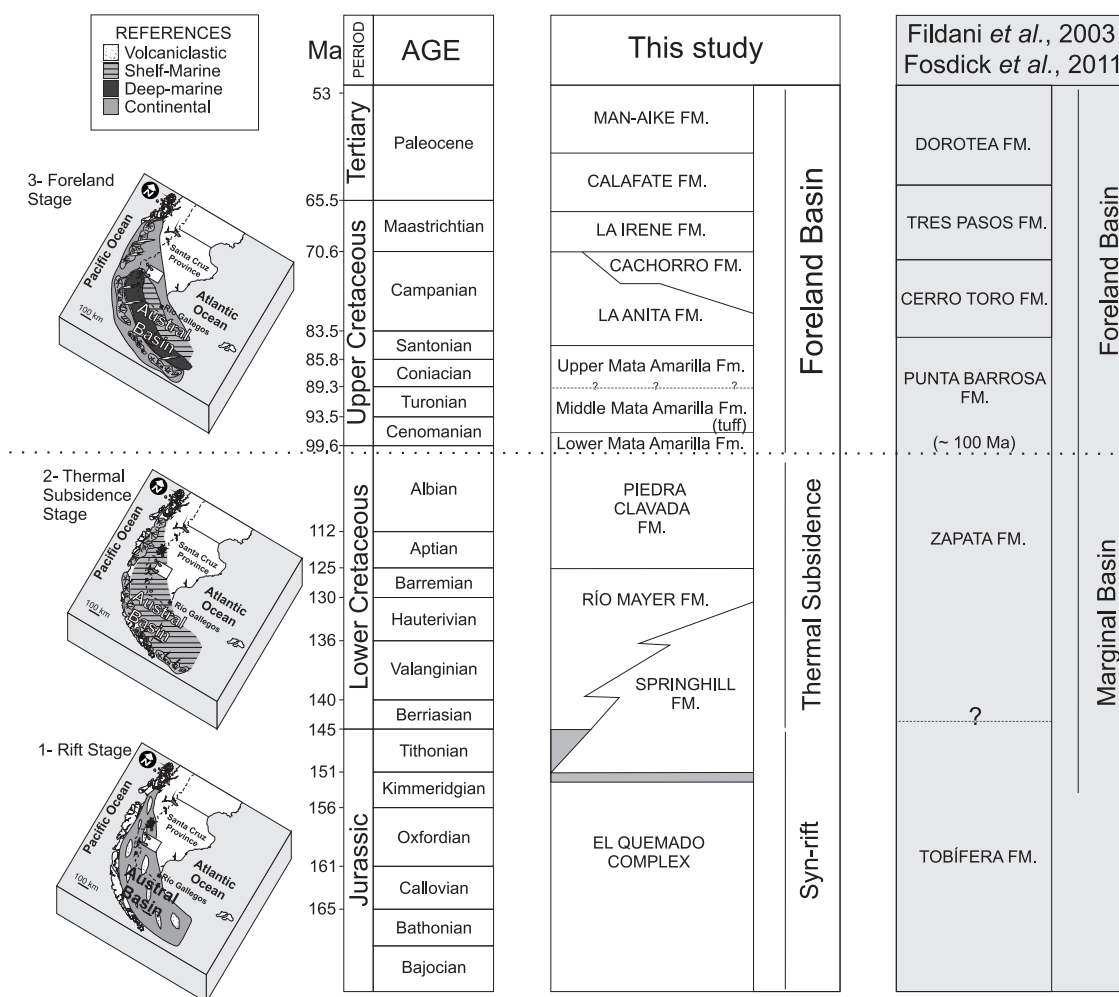 REFERENCES
Volcaniclastic
Shelf-Marine
Deep-marine
Continental
3- Foreland
Stage
N
Pacific Ocean
Santa Cruz
Province
Atlantic
Ocean
Río Gallegos
Austral
Basin
100 km
2- Thermal
Subsidence
Stage
N
Pacific Ocean
Santa Cruz
Province
Atlantic
Ocean
Río Gallegos
Austral
Basin
100 km
1- Rift Stage
N
Pacific Ocean
Santa Cruz
Province
Atlantic
Ocean
Río Gallegos
Austral
Basin
100 km
Ma
PERIOD
AGE
53
65.5
70.6
83.5
85.8
89.3
93.5
99.6
112
125
130
136
140
145
151
156
161
165
Tertiary
Upper Cretaceous
Lower Cretaceous
Jurassic
Paleocene
Maastrichtian
Campanian
Santonian
Coniacian
Turonian
Cenomanian
Albian
Aptian
Barremian
Hauterivian
Valanginian
Berriasian
Tithonian
Kimmeridgian
Oxfordian
Callovian
Bathonian
Bajocian
This study
MAN-AIKE FM.
CALAFATE FM.
LA IRENE FM.
CACHORRO FM.
LA ANITA FM.
Upper Mata Amarilla Fm.
? ? ?
Middle Mata Amarilla Fm.
(tuff)
Lower Mata Amarilla Fm.
PIEDRA
CLAVADA
FM.
RÍO MAYER FM.
SPRINGHILL
FM.
EL QUEMADO
COMPLEX
Foreland Basin
Thermal Subsidence
Syn-rift
Fildani et al., 2003
Fosdick et al., 2011
DOROTEA FM.
TRES PASOS FM.
CERRO TORO FM.
PUNTA BARROSA
FM.
(~ 100 Ma)
ZAPATA FM.
?
TOBÍFERA FM.
Foreland Basin
Marginal Basin